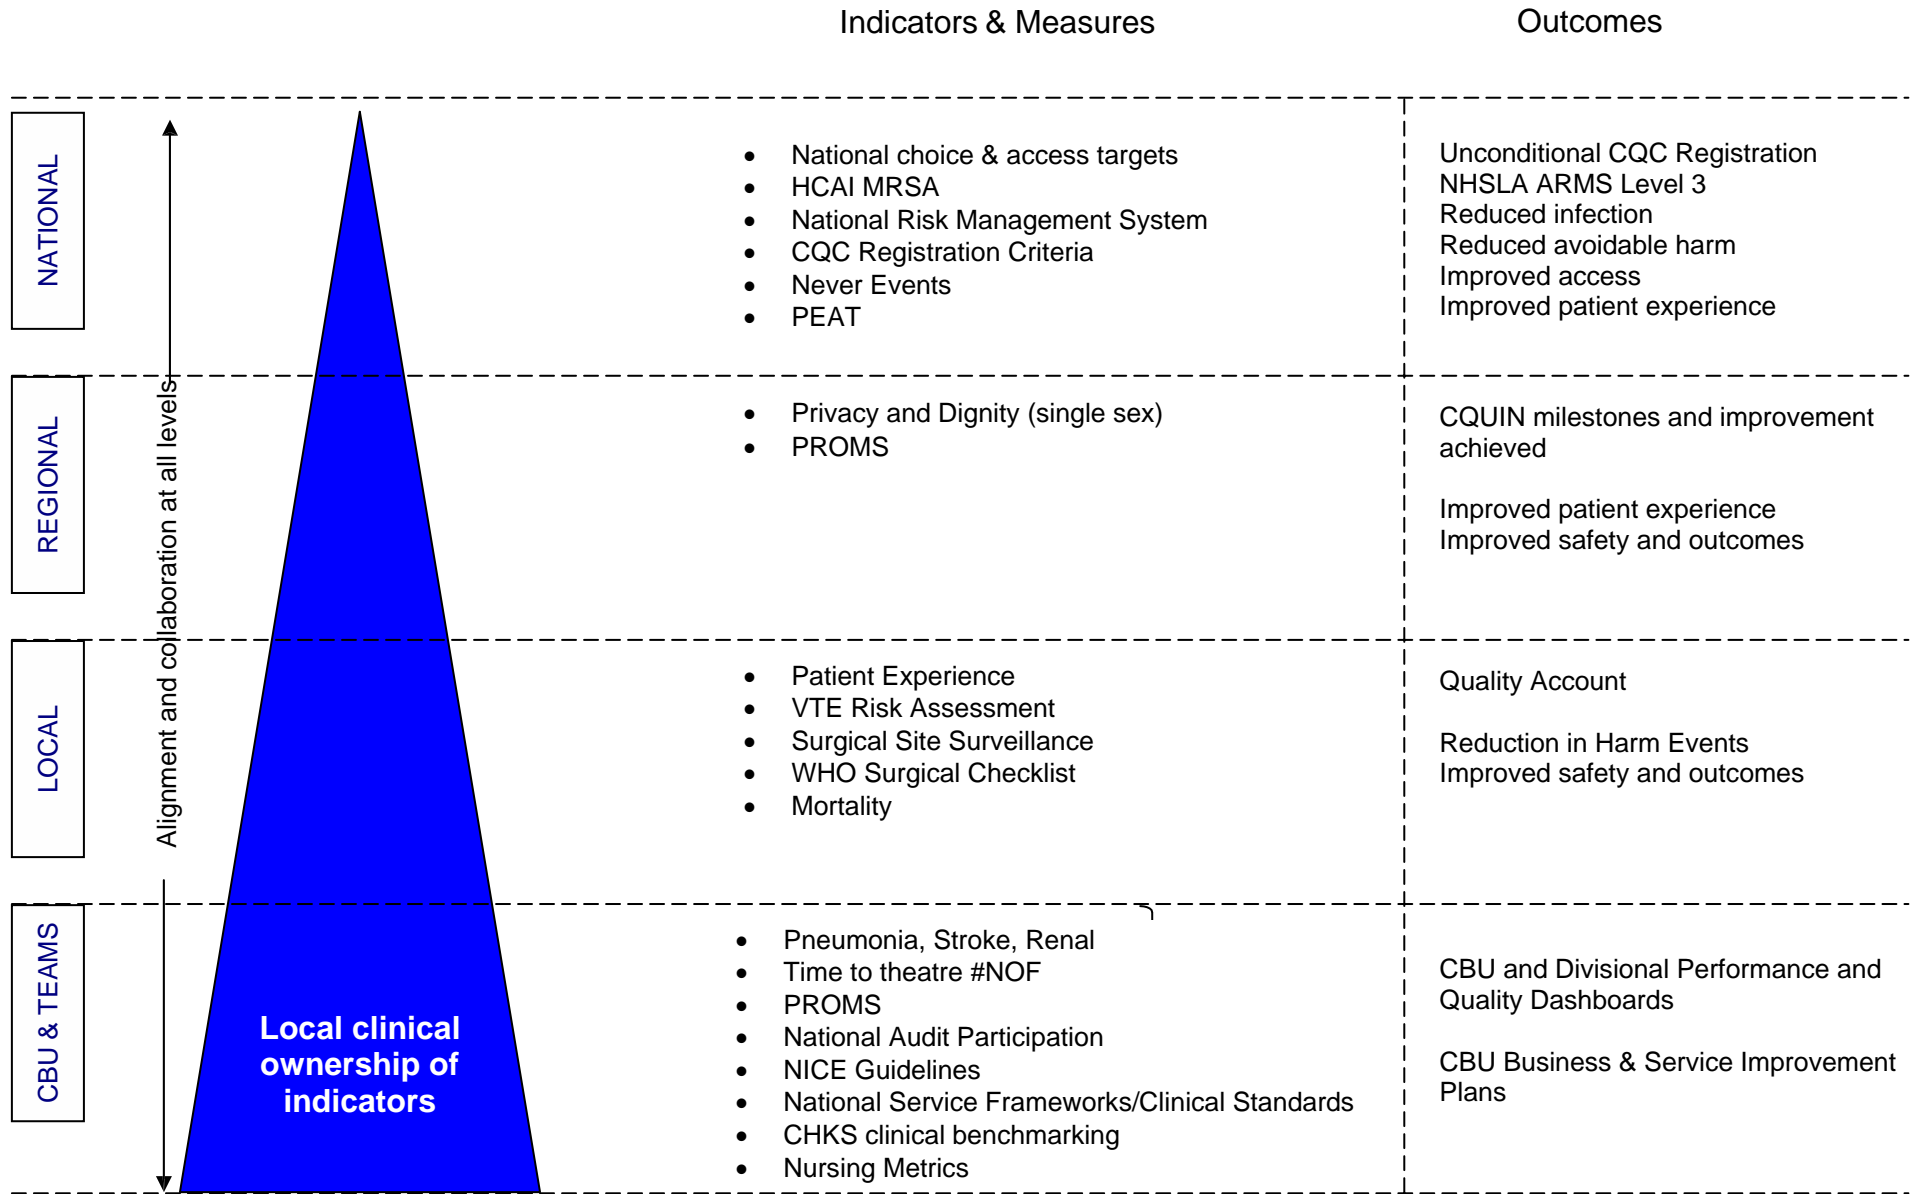 Indicators & Measures
Outcomes
NATIONAL
• National choice & access targets
• HCAI MRSA
• National Risk Management System
• CQC Registration Criteria
• Never Events
• PEAT
Unconditional CQC Registration
NHSLA ARMS Level 3
Reduced infection
Reduced avoidable harm
Improved access
Improved patient experience
Alignment and collaboration at all levels
REGIONAL
• Privacy and Dignity (single sex)
• PROMS
CQUIN milestones and improvement
achieved
Improved patient experience
Improved safety and outcomes
LOCAL
• Patient Experience
• VTE Risk Assessment
• Surgical Site Surveillance
• WHO Surgical Checklist
• Mortality
Quality Account
Reduction in Harm Events
Improved safety and outcomes
CBU & TEAMS
Local clinical
ownership of
indicators
• Pneumonia, Stroke, Renal
• Time to theatre #NOF
• PROMS
• National Audit Participation
• NICE Guidelines
• National Service Frameworks/Clinical Standards
• CHKS clinical benchmarking
• Nursing Metrics
CBU and Divisional Performance and
Quality Dashboards
CBU Business & Service Improvement
Plans